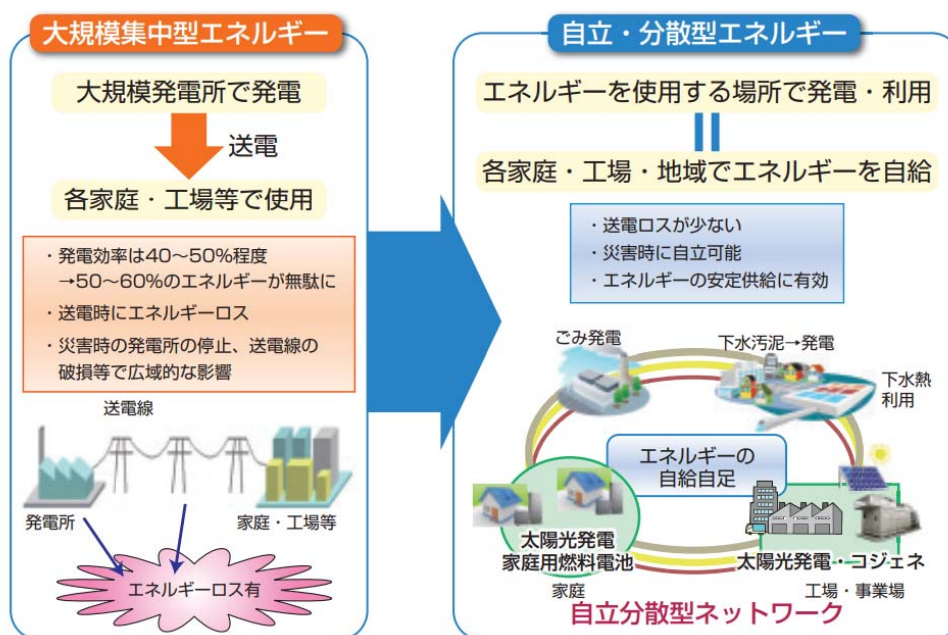 大規模集中型エネルギー
大規模発電所で発電
送電
各家庭・工場等で使用
・発電効率は40〜50%程度
→50〜60%のエネルギーが無駄に
・送電時にエネルギーロス
・災害時の発電所の停止、送電線の
破損等で広域的な影響
送電線
発電所
家庭・工場等
エネルギーロス有
自立・分散型エネルギー
エネルギーを使用する場所で発電・利用
各家庭・工場・地域でエネルギーを自給
・送電ロスが少ない
・災害時に自立可能
・エネルギーの安定供給に有効
ごみ発電
下水汚泥→発電
下水熱
利用
エネルギーの
自給自足
太陽光発電
家庭用燃料電池
家庭
太陽光発電・コジェネ
工場・事業場
自立分散型ネットワーク